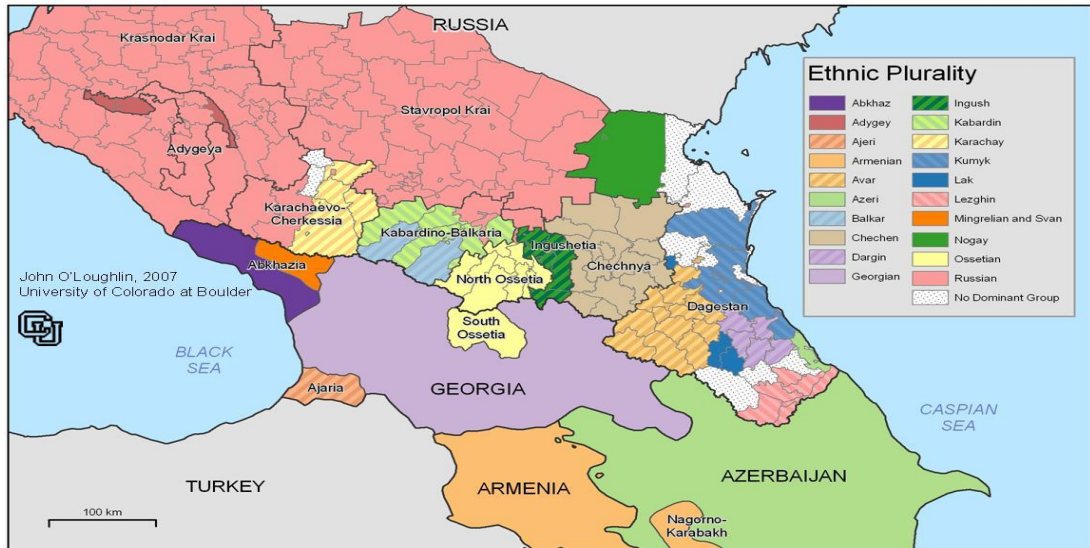 RUSSIA
Krasnodar Krai
Stavropol Krai
Adygeya
Karachaevo-
Cherkessia
Kabardino-Balkaria
Ingushetia
Abkhazia
North Ossetia
Chechnya
South
Ossetia
Dagestan
John O'Loughlin, 2007
University of Colorado at Boulder
CU
BLACK
SEA
GEORGIA
Ajaria
CASPIAN
SEA
TURKEY
ARMENIA
AZERBAIJAN
Nagorno-
Karabakh
100 km
Ethnic Plurality
Abkhaz
Adygey
Ajeri
Armenian
Avar
Azeri
Balkar
Chechen
Dargin
Georgian
Ingush
Kabardin
Karachay
Kumyk
Lak
Lezghin
Mingrelian and Svan
Nogay
Ossetian
Russian
No Dominant Group